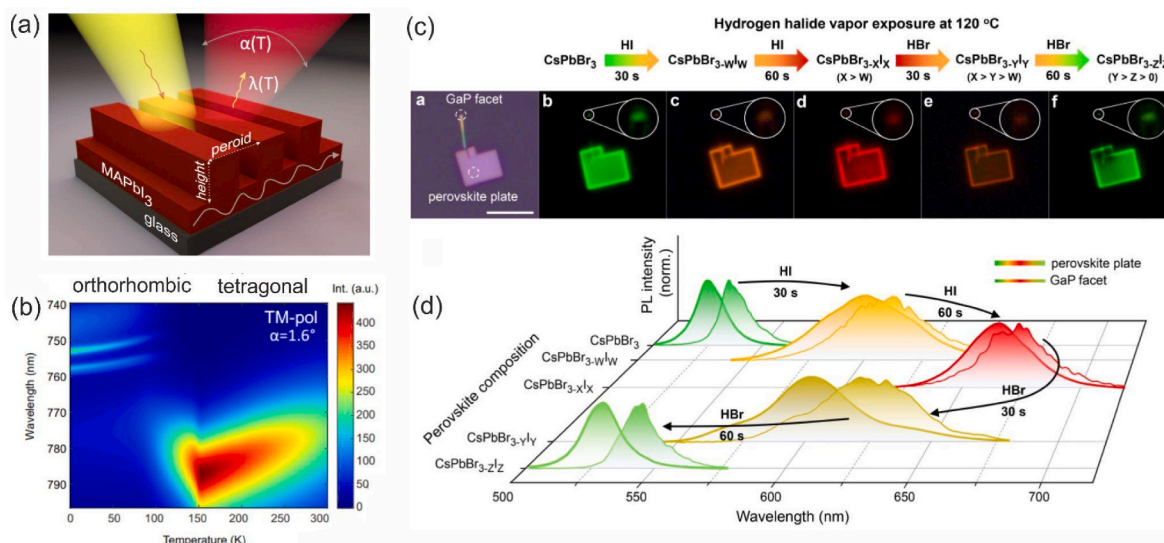 (a)
α(T)
λ(T)
peroid
height
MAPbI3
glass
(b)
orthorhombic tetragonal
Int. (a.u.)
TM-pol
α=1.6°
740
750
760
770
780
790
Wavelength (nm)
0 50 100 150 200 250 300
Temperature (K)
400
350
300
250
200
150
100
50
0
(c)
Hydrogen halide vapor exposure at 120 °C
CsPbBr3 HI CsPbBr3-WIW HI CsPbBr3-XIX HBr CsPbBr3-YIY HBr CsPbBr3-ZIZ
30 s 60 s (X > W) 30 s (X > Y > W) 60 s (Y > Z > 0)
a b c d e f
GaP facet
perovskite plate
(d)
PL intensity
(norm.)
HI
30 s
HI
60 s
HBr
30 s
HBr
60 s
perovskite plate
GaP facet
Perovskite composition
CsPbBr3
CsPbBr3-WIW
CsPbBr3-XIX
CsPbBr3-YIY
CsPbBr3-ZIZ
500 550 600 650 700
Wavelength (nm)